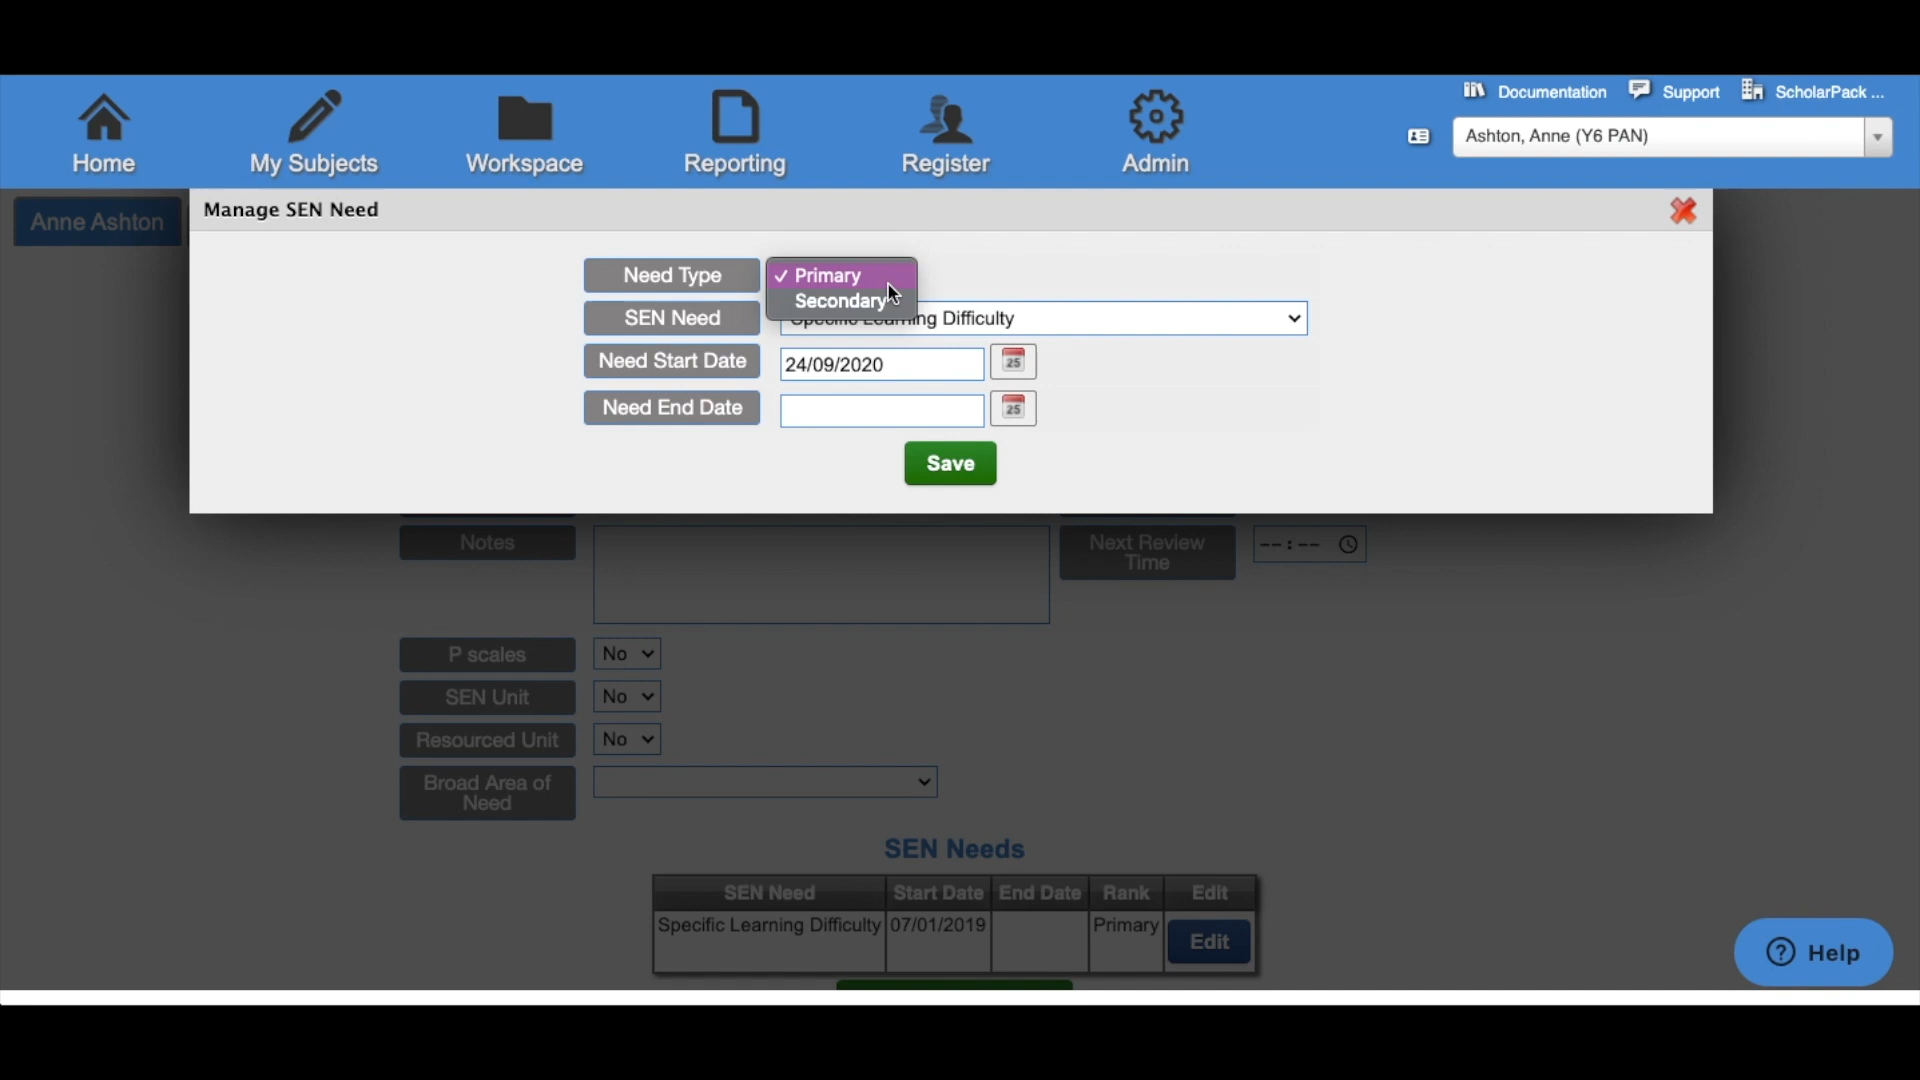 Documentation
Support
ScholarPack ...
Ashton, Anne (Y6 PAN)
Home
My Subjects
Workspace
Reporting
Register
Admin
Anne Ashton
Manage SEN Need
Need Type
✓ Primary
Secondary
SEN Need
Specific Learning Difficulty
Need Start Date
24/09/2020
25
Need End Date
25
Save
Notes
Next Review
Time
--:--
P scales
No
SEN Unit
No
Resourced Unit
No
Broad Area of
Need
SEN Needs
SEN Need Start Date End Date Rank Edit
Specific Learning Difficulty 07/01/2019 Primary Edit
? Help